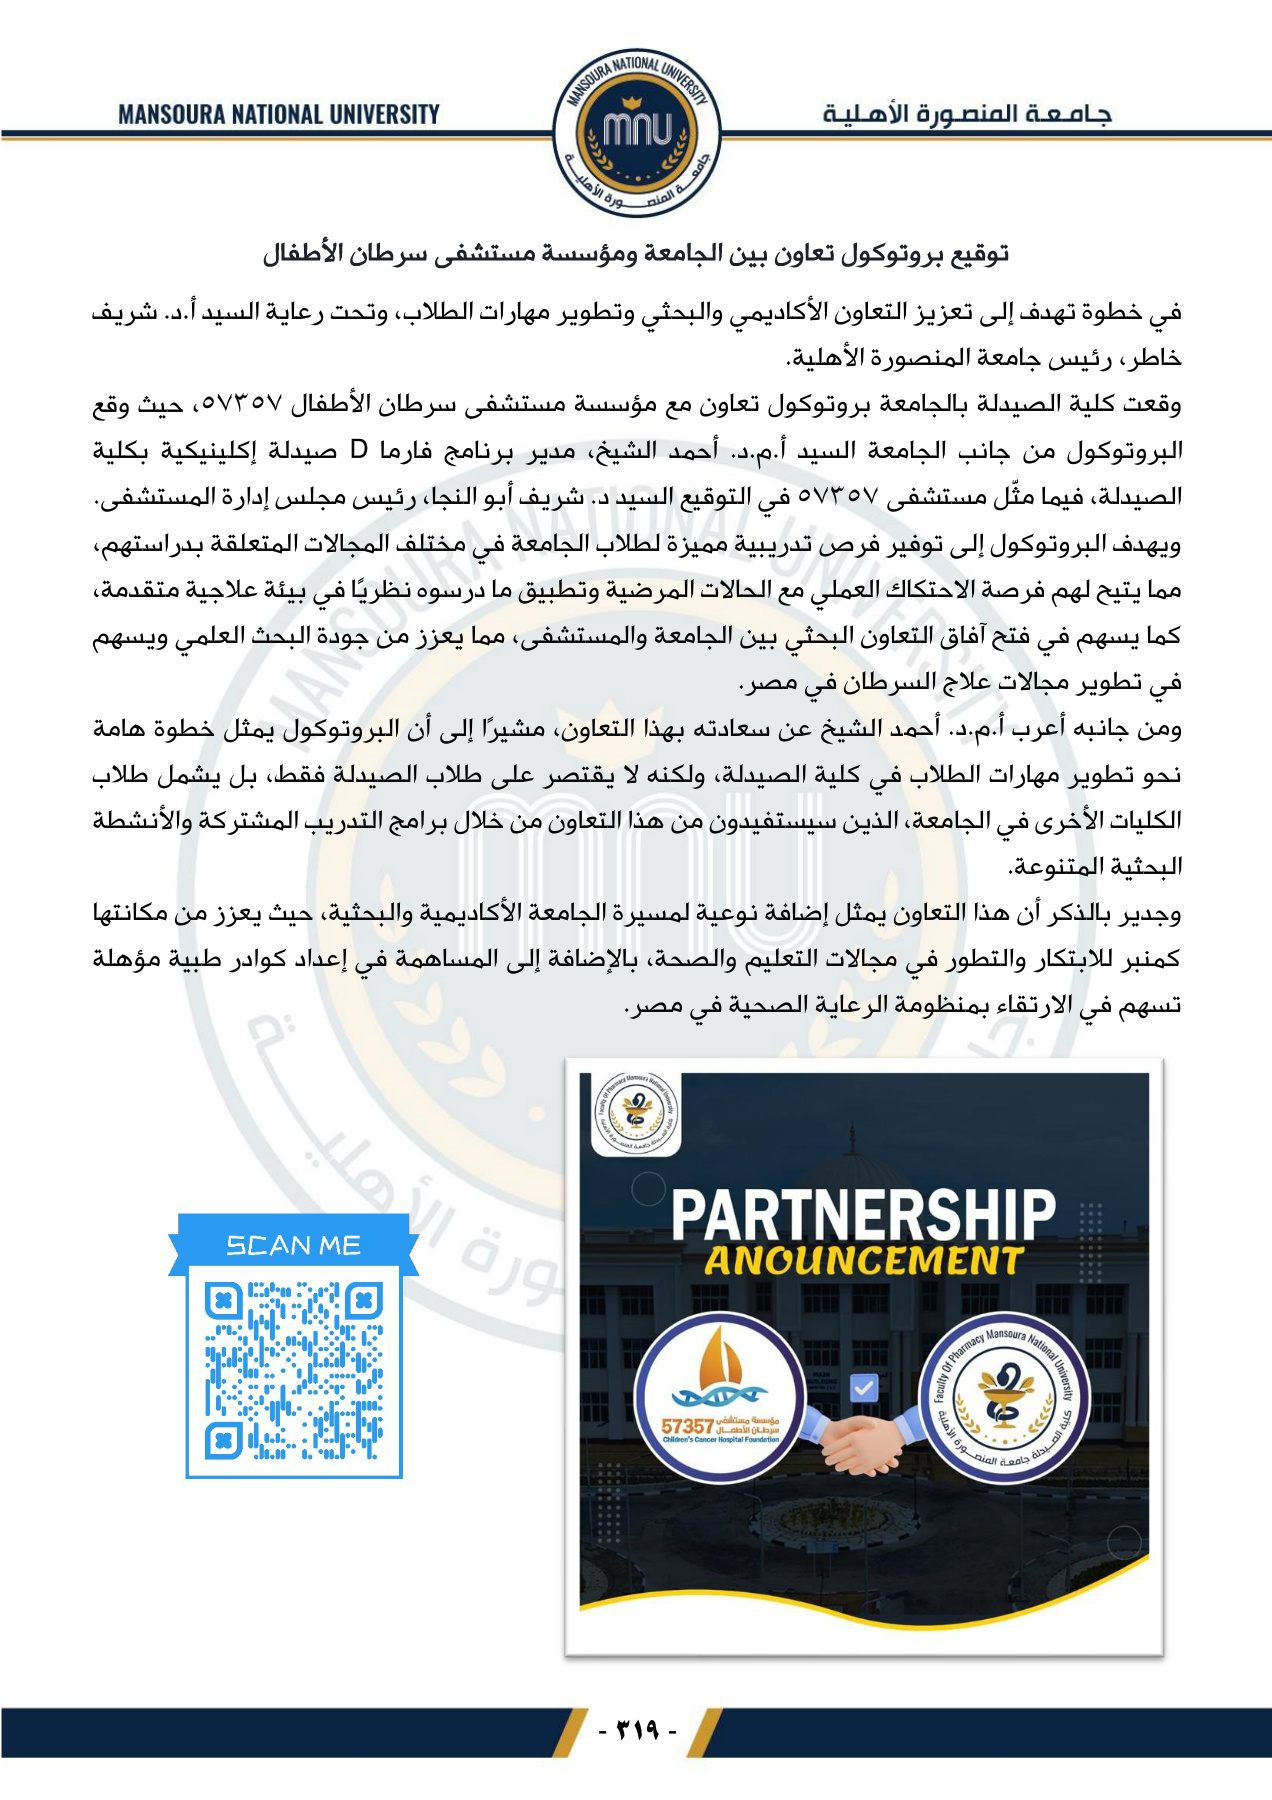 MANSOURA NATIONAL UNIVERSITY
جامعة المنصورة الأهلية
MANSOURA NATIONAL UNIVERSITY
mnu
جامعة المنصورة الأهلية
توقيع بروتوكول تعاون بين الجامعة ومؤسسة مستشفى سرطان الأطفال
في خطوة تهدف إلى تعزيز التعاون الأكاديمي والبحثي وتطوير مهارات الطلاب، وتحت رعاية السيد أ.د. شريف
خاطر، رئيس جامعة المنصورة الأهلية.
وقعت كلية الصيدلة بالجامعة بروتوكول تعاون مع مؤسسة مستشفى سرطان الأطفال ٥٧٣٥٧، حيث وقع
البروتوكول من جانب الجامعة السيد أ.م.د. أحمد الشيخ، مدير برنامج فارما D صيدلة إكلينيكية بكلية
الصيدلة، فيما مثّل مستشفى ٥٧٣٥٧ في التوقيع السيد د. شريف أبو النجا، رئيس مجلس إدارة المستشفى.
ويهدف البروتوكول إلى توفير فرص تدريبية مميزة لطلاب الجامعة في مختلف المجالات المتعلقة بدراستهم،
مما يتيح لهم فرصة الاحتكاك العملي مع الحالات المرضية وتطبيق ما درسوه نظريًا في بيئة علاجية متقدمة،
كما يسهم في فتح آفاق التعاون البحثي بين الجامعة والمستشفى، مما يعزز من جودة البحث العلمي ويسهم
في تطوير مجالات علاج السرطان في مصر.
ومن جانبه أعرب أ.م.د. أحمد الشيخ عن سعادته بهذا التعاون، مشيرًا إلى أن البروتوكول يمثل خطوة هامة
نحو تطوير مهارات الطلاب في كلية الصيدلة، ولكنه لا يقتصر على طلاب الصيدلة فقط، بل يشمل طلاب
الكليات الأخرى في الجامعة، الذين سيستفيدون من هذا التعاون من خلال برامج التدريب المشتركة والأنشطة
البحثية المتنوعة.
وجدير بالذكر أن هذا التعاون يمثل إضافة نوعية لمسيرة الجامعة الأكاديمية والبحثية، حيث يعزز من مكانتها
كمنبر للابتكار والتطور في مجالات التعليم والصحة، بالإضافة إلى المساهمة في إعداد كوادر طبية مؤهلة
تسهم في الارتقاء بمنظومة الرعاية الصحية في مصر.
Faculty Of Pharmacy Mansoura National University
كلية الصيدلة جامعة المنصورة الأهلية
PARTNERSHIP
ANOUNCEMENT
57357 مؤسسة مستشفى
سرطان الأطفال
Children's Cancer Hospital Foundation
Faculty Of Pharmacy Mansoura National University
كلية الصيدلة جامعة المنصورة الأهلية
SCAN ME
- ٣١٩ -